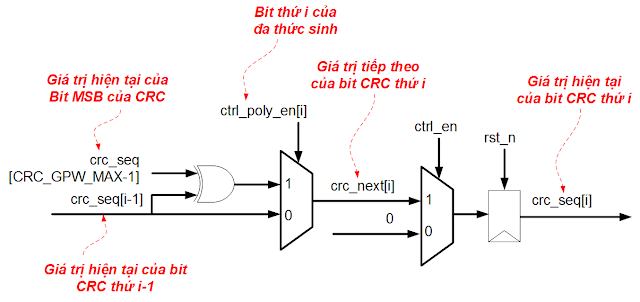 Bit thứ i của
đa thức sinh
Giá trị hiện tại của
Bit MSB của CRC
Giá trị tiếp theo
của bit CRC thứ i
Giá trị hiện tại
của bit CRC thứ i
ctrl_poly_en[i]
ctrl_en
rst_n
crc_seq
[CRC_GPW_MAX-1]
1
crc_next[i]
1
crc_seq[i]
crc_seq[i-1]
0
0
0
Giá trị hiện tại của bit
CRC thứ i-1